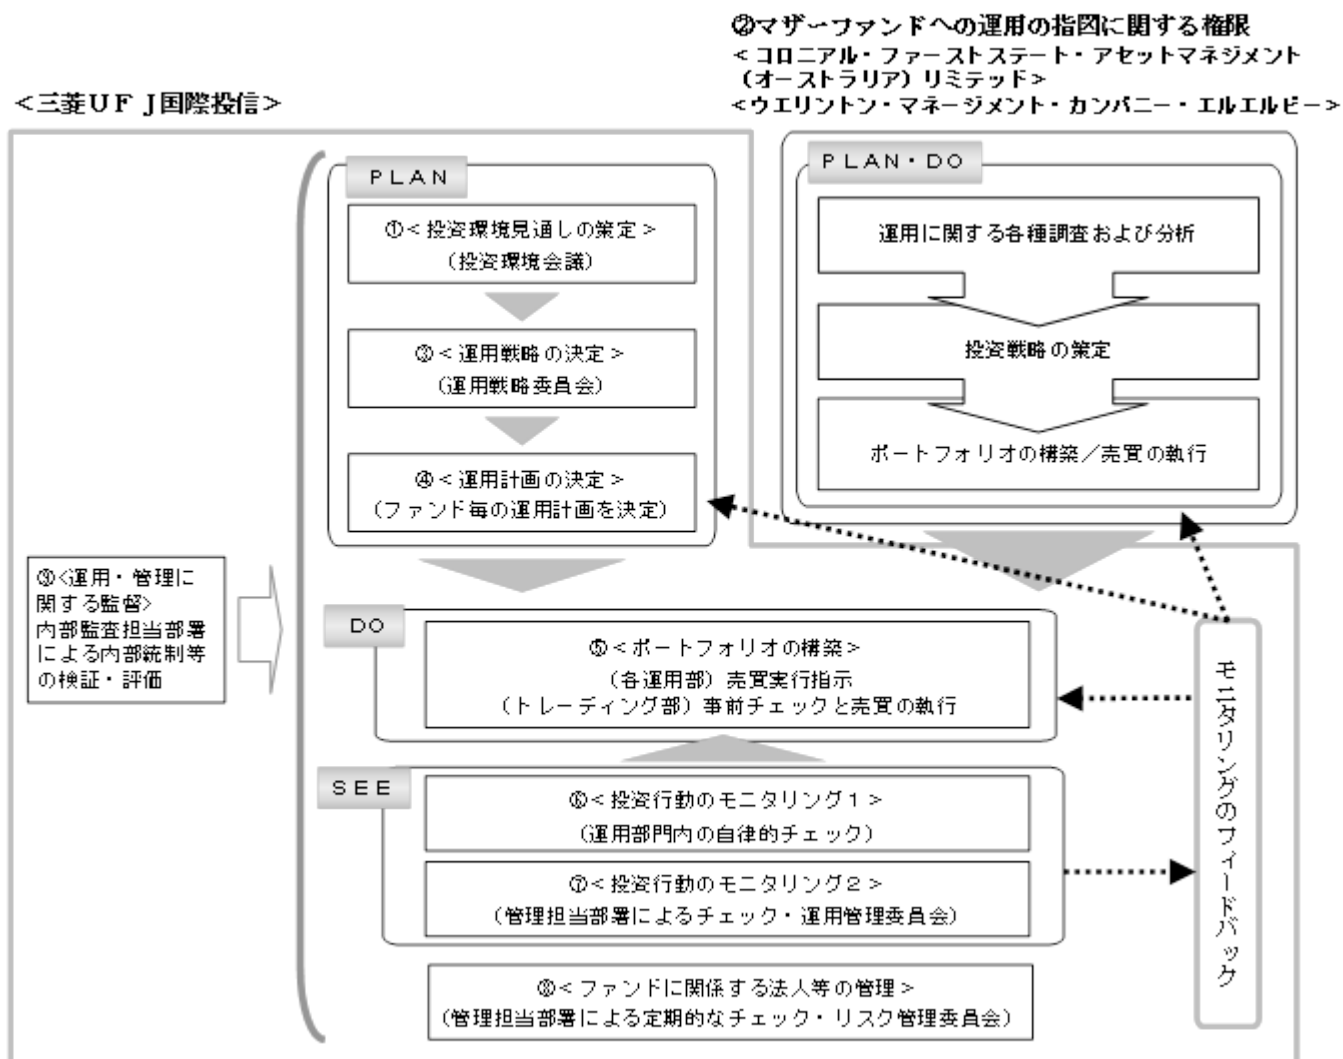 ②マザーファンドへの運用の指図に関する権限
<コロニアル・ファーストステート・アセットマネジメント
(オーストラリア)リミテッド>
<ウエリントン・マネージメント・カンパニー・エルエルピー>
<三菱UFJ国際投信>
PLAN
①<投資環境見通しの策定>
(投資環境会議)
③<運用戦略の決定>
(運用戦略委員会)
④<運用計画の決定>
(ファンド毎の運用計画を決定)
PLAN・DO
運用に関する各種調査および分析
投資戦略の策定
ポートフォリオの構築/売買の執行
⑨<運用・管理に
関する監督>
内部監査担当部署
による内部統制等
の検証・評価
DO
⑤<ポートフォリオの構築>
(各運用部)売買実行指示
(トレーディング部)事前チェックと売買の執行
SEE
⑥<投資行動のモニタリング1>
(運用部門内の自律的チェック)
⑦<投資行動のモニタリング2>
(管理担当部署によるチェック・運用管理委員会)
⑧<ファンドに関係する法人等の管理>
(管理担当部署による定期的なチェック・リスク管理委員会)
モニタリングのフィードバック